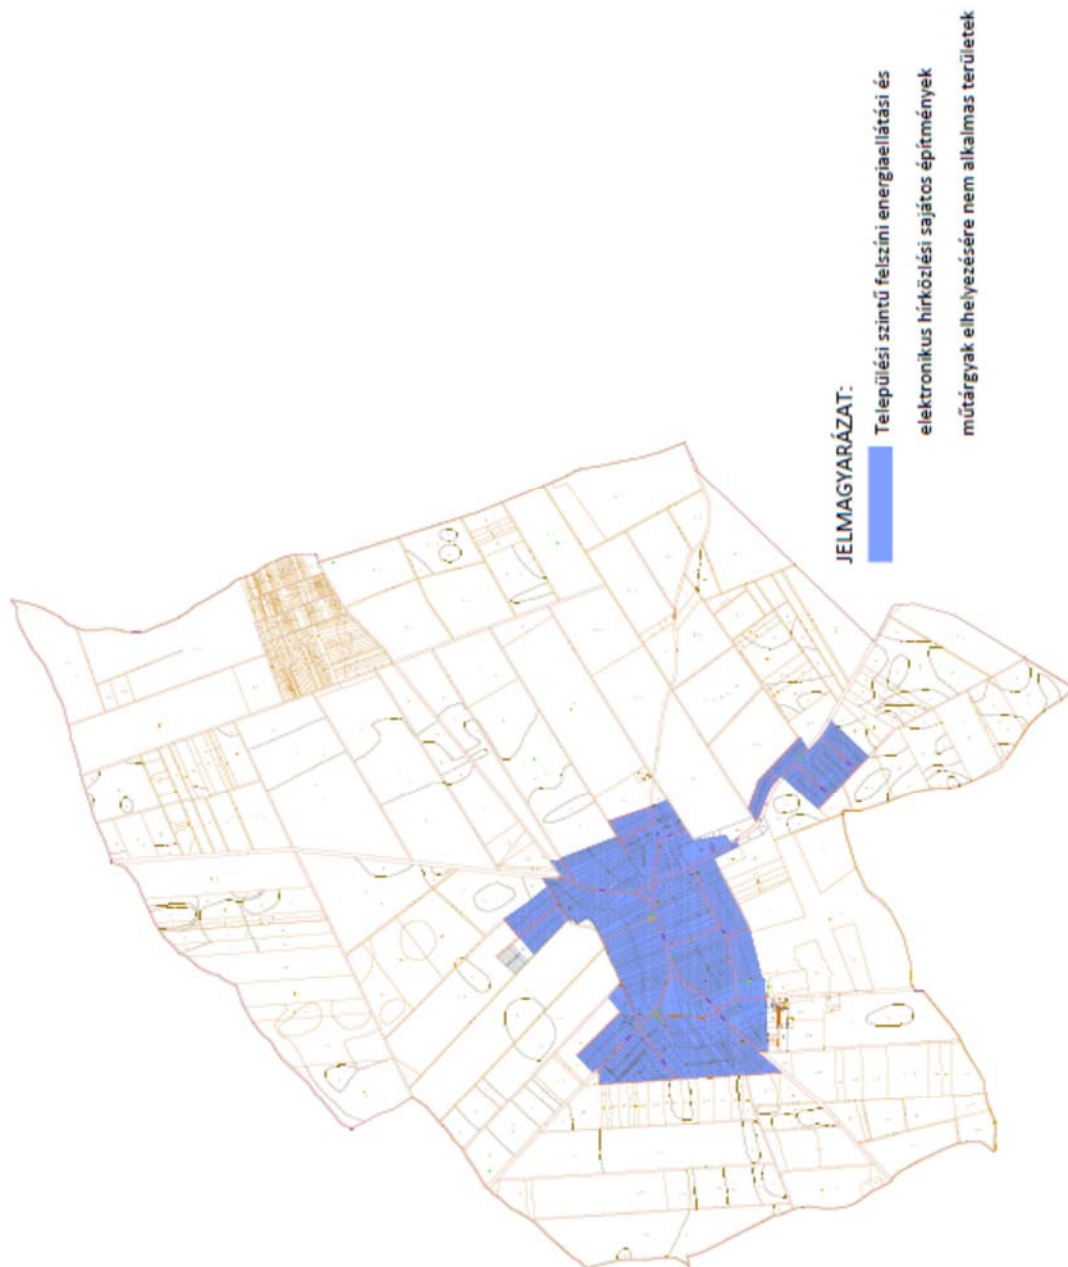 JELMAGYARÁZAT:
Települési szintű felszíni energiaellátási és
elektronikus hírközlési sajátos építmények
műtárgyak elhelyezésére nem alkalmas területek